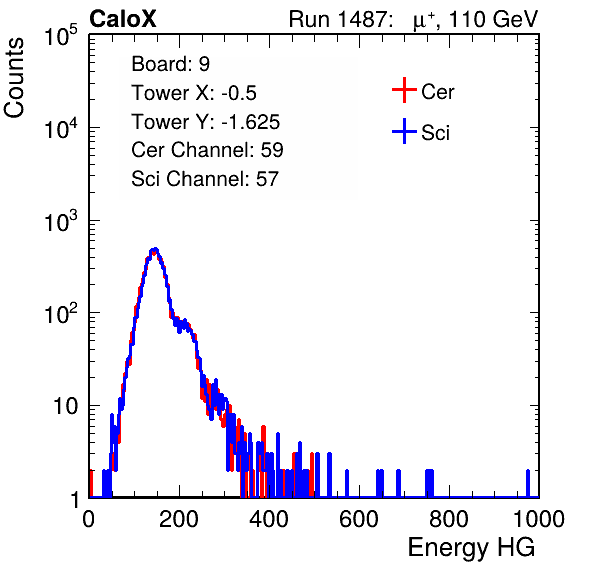 CaloX Run 1487: μ⁺, 110 GeV
Board: 9
Tower X: -0.5
Tower Y: -1.625
Cer Channel: 59
Sci Channel: 57
Cer
Sci
Counts
10⁵
10⁴
10³
10²
10
1
0 200 400 600 800 1000
Energy HG